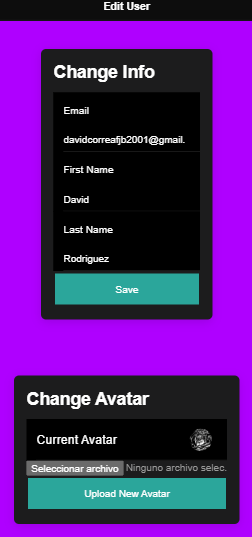 Edit User
Change Info
Email
davidcorreafjb2001@gmail.
First Name
David
Last Name
Rodriguez
Save
Change Avatar
Current Avatar
Seleccionar archivo Ninguno archivo selec.
Upload New Avatar